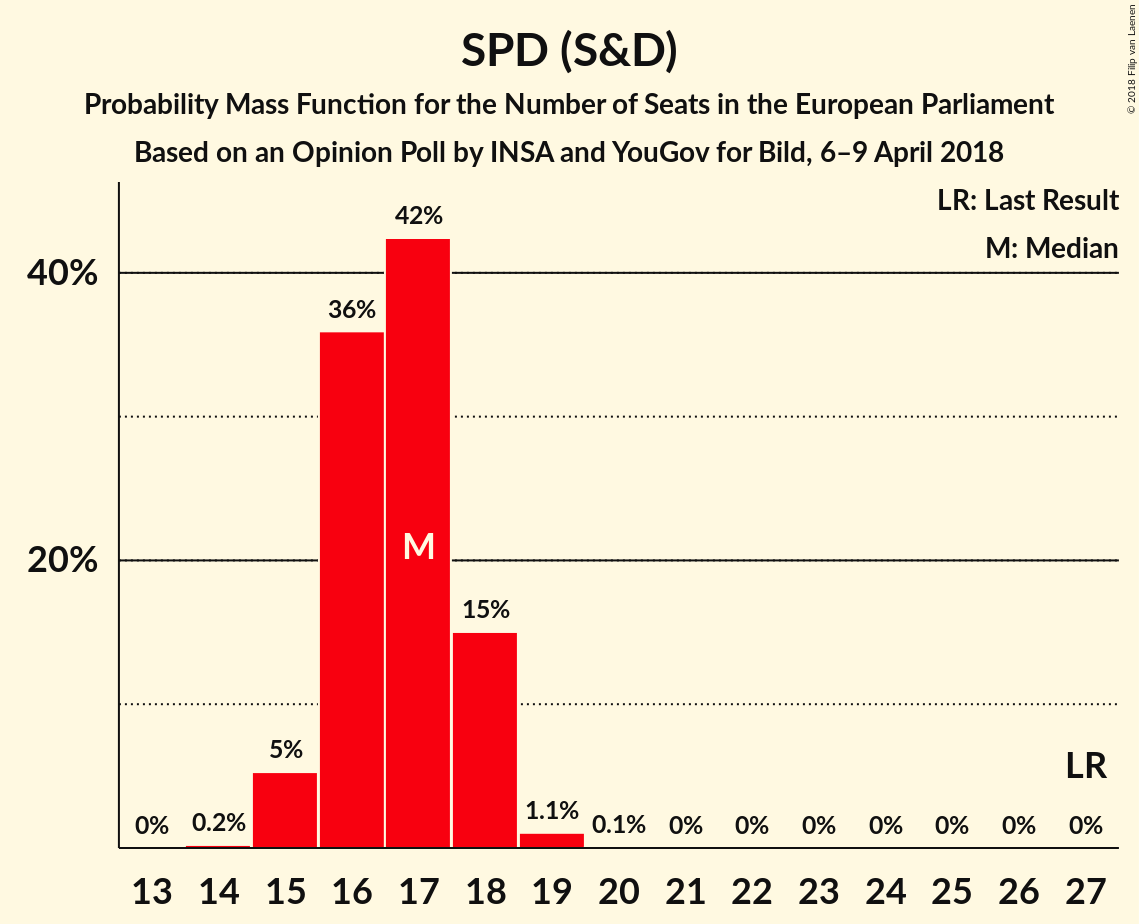 SPD (S&D)
Probability Mass Function for the Number of Seats in the European Parliament
Based on an Opinion Poll by INSA and YouGov for Bild, 6–9 April 2018
© 2018 Filip van Laenen
LR: Last Result
M: Median
40%
20%
0%
0.2%
5%
36%
42%
15%
1.1%
0.1%
0%
0%
0%
0%
0%
0%
0%
M
LR
13 14 15 16 17 18 19 20 21 22 23 24 25 26 27